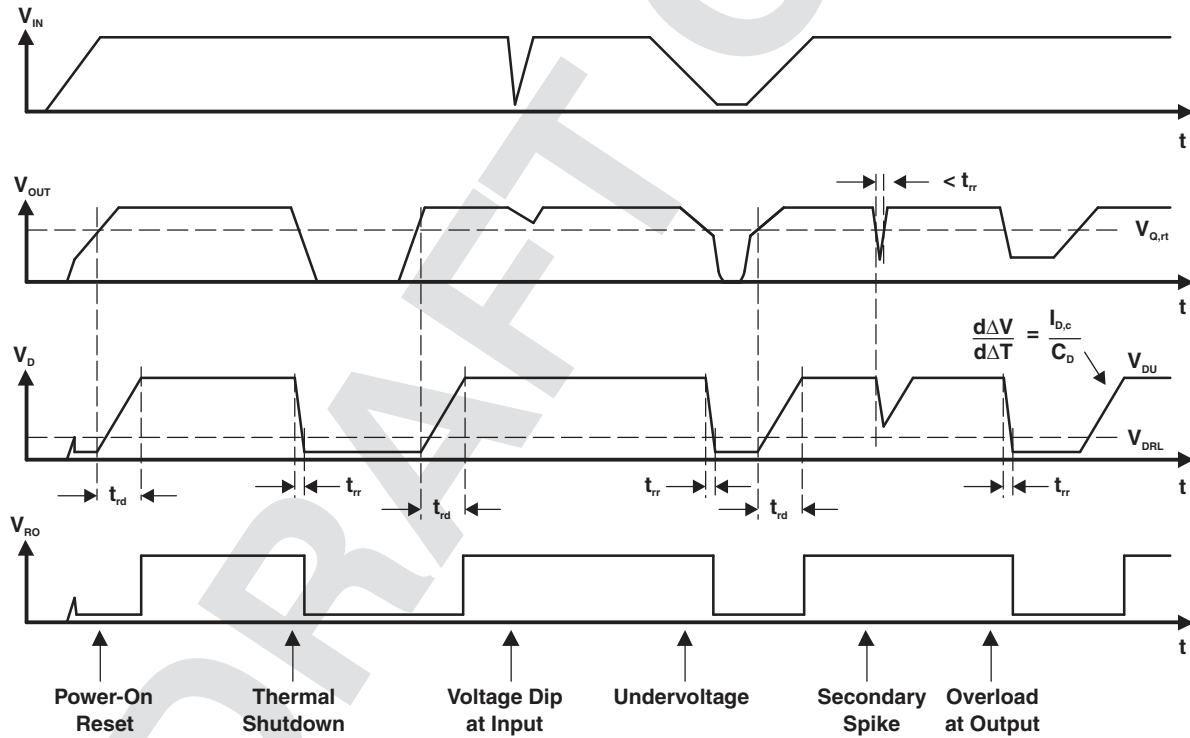 V_IN
t
V_OUT
< t_rr
V_Q,rt
t
dΔV/dΔT = I_D,c/C_D
V_D
V_DU
V_DRL
t_rd
t_rr
t_rd
t_rr
t_rd
t_rr
t
V_RO
t
Power-On
Reset
Thermal
Shutdown
Voltage Dip
at Input
Undervoltage
Secondary
Spike
Overload
at Output
DRAFT